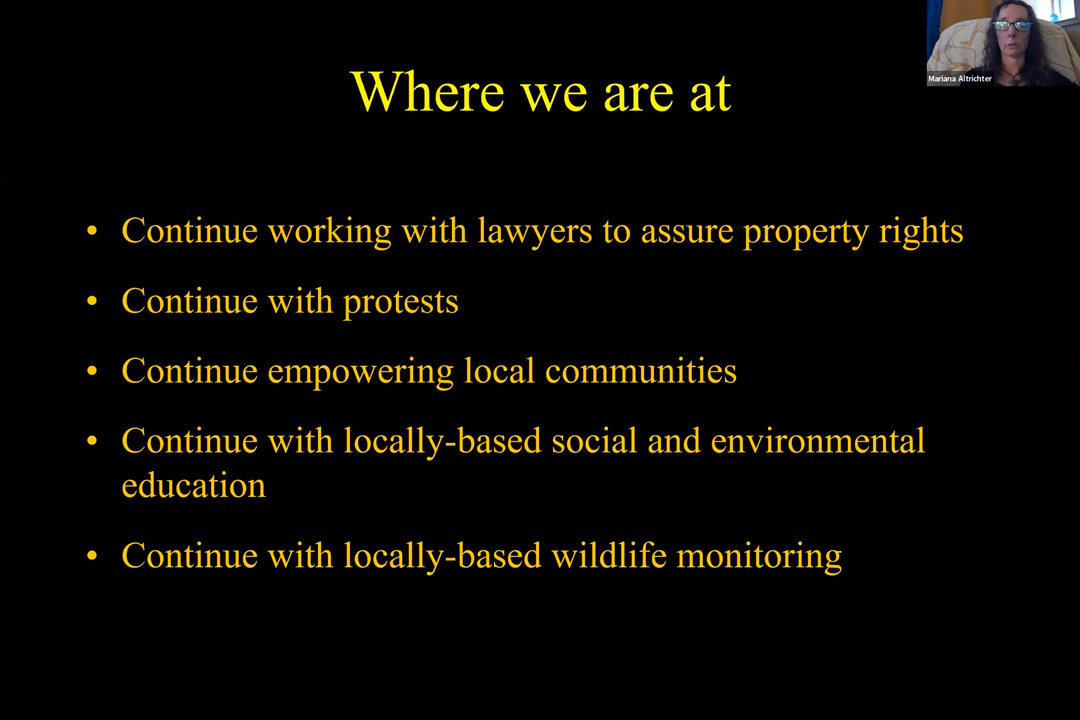 Mariana Altrichter
Where we are at
• Continue working with lawyers to assure property rights
• Continue with protests
• Continue empowering local communities
• Continue with locally-based social and environmental
education
• Continue with locally-based wildlife monitoring